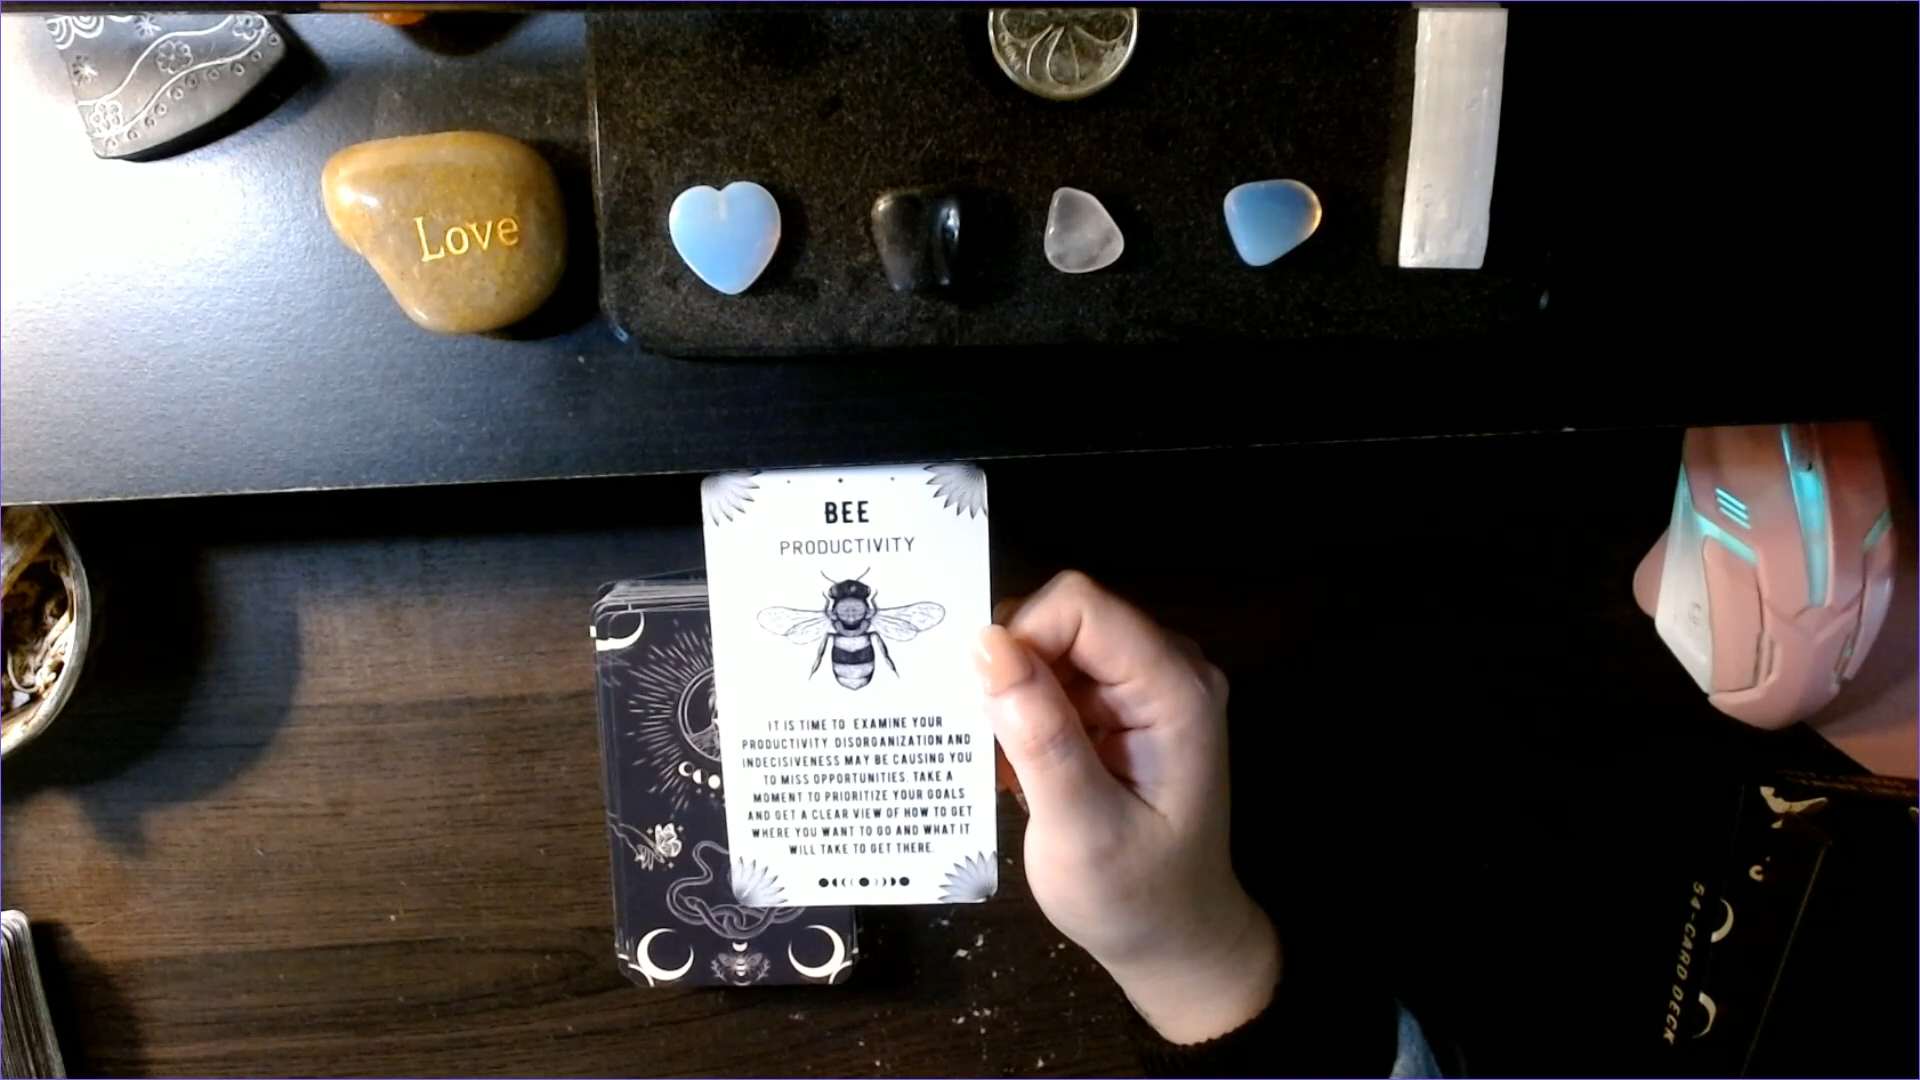 Love
BEE
PRODUCTIVITY
IT IS TIME TO EXAMINE YOUR
PRODUCTIVITY. DISORGANIZATION AND
INDECISIVENESS MAY BE CAUSING YOU
TO MISS OPPORTUNITIES. TAKE A
MOMENT TO PRIORITIZE YOUR GOALS
AND GET A CLEAR VIEW OF HOW TO GET
WHERE YOU WANT TO GO AND WHAT IT
WILL TAKE TO GET THERE.
54-CARD DECK